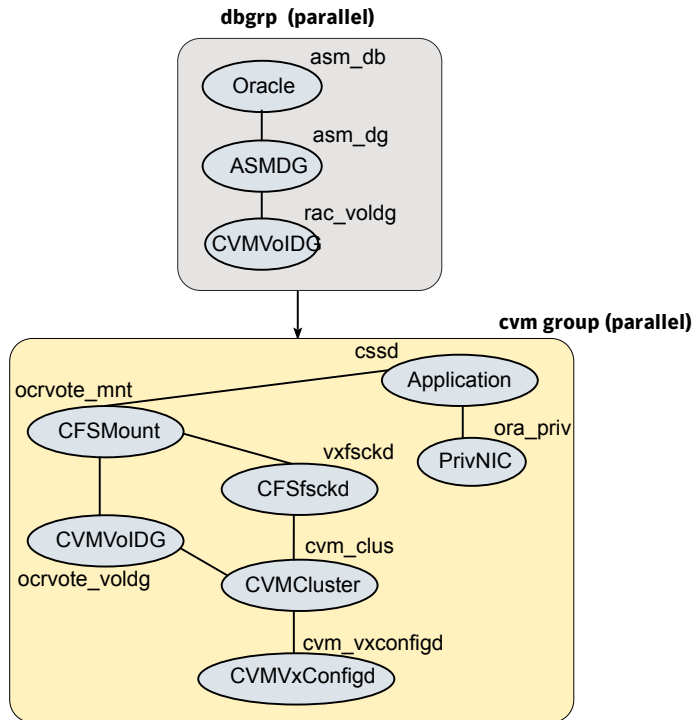 dbgrp (parallel)
asm_db
Oracle
asm_dg
ASMDG
rac_voldg
CVMVolDG
cvm group (parallel)
cssd
Application
ocrvote_mnt
CFSMount
ora_priv
PrivNIC
vxfsckd
CFSfsckd
CVMVolDG
ocrvote_voldg
cvm_clus
CVMCluster
cvm_vxconfigd
CVMVxConfigd